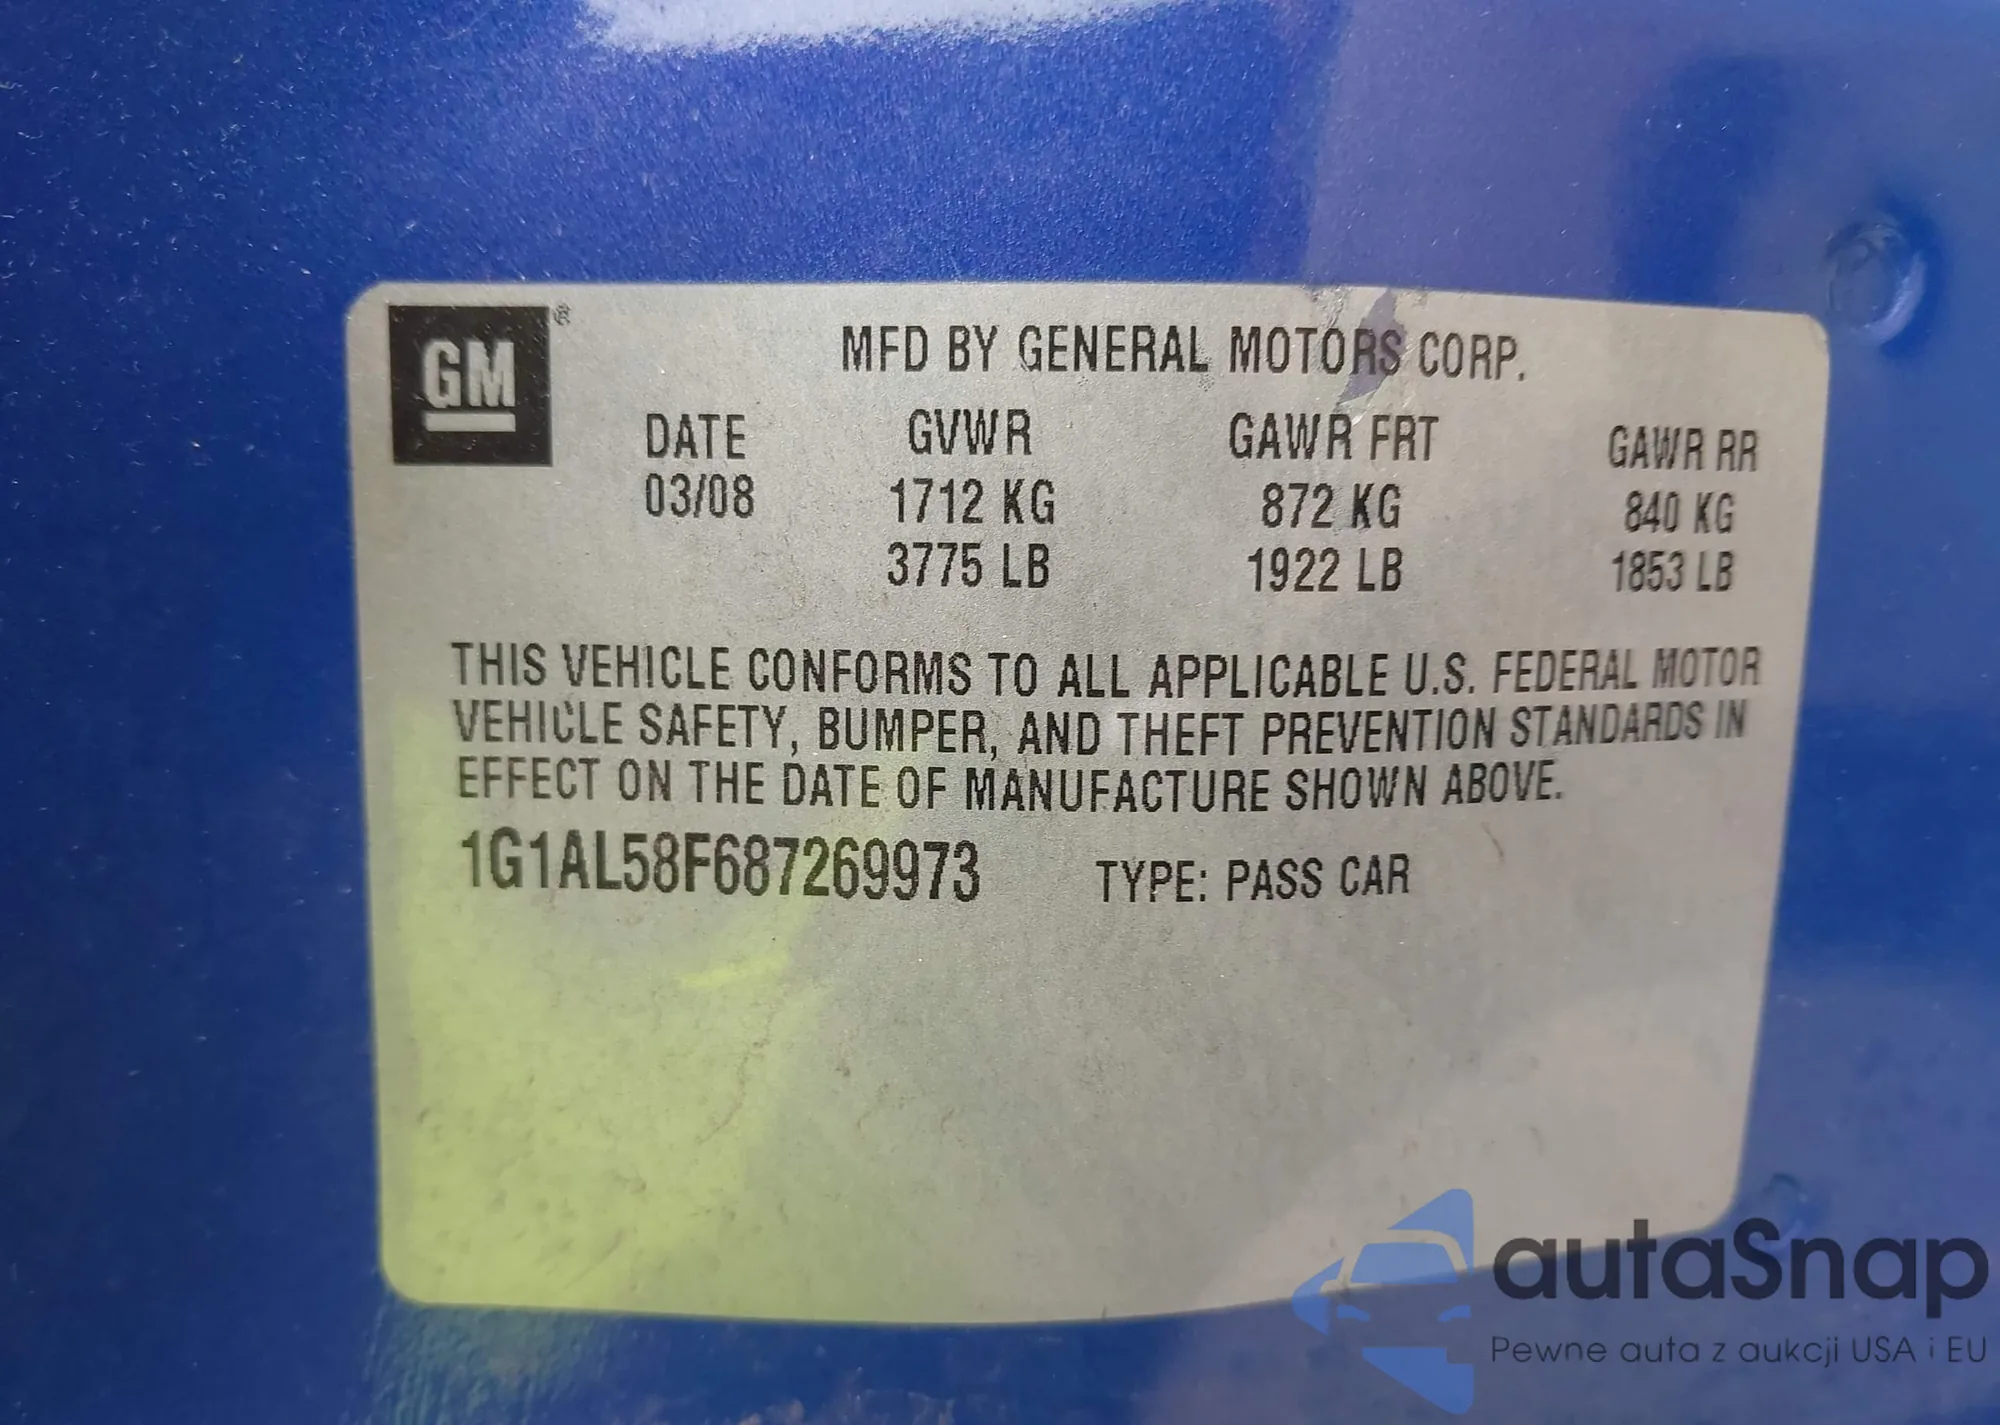 GM®
MFD BY GENERAL MOTORS CORP.
DATE GVWR GAWR FRT GAWR RR
03/08 1712 KG 872 KG 840 KG
3775 LB 1922 LB 1853 LB
THIS VEHICLE CONFORMS TO ALL APPLICABLE U.S. FEDERAL MOTOR
VEHICLE SAFETY, BUMPER, AND THEFT PREVENTION STANDARDS IN
EFFECT ON THE DATE OF MANUFACTURE SHOWN ABOVE.
1G1AL58F687269973 TYPE: PASS CAR
autaSnap
Pewne auta z aukcji USA i EU